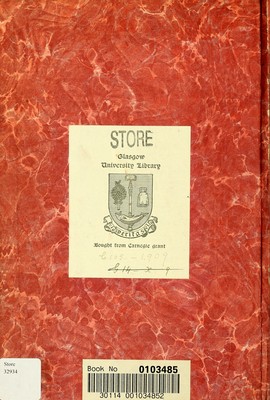 STORE
Glasgow
University Library
Bought from Carnegie grant
Store
32934
Book No 0103485
30114 001034852